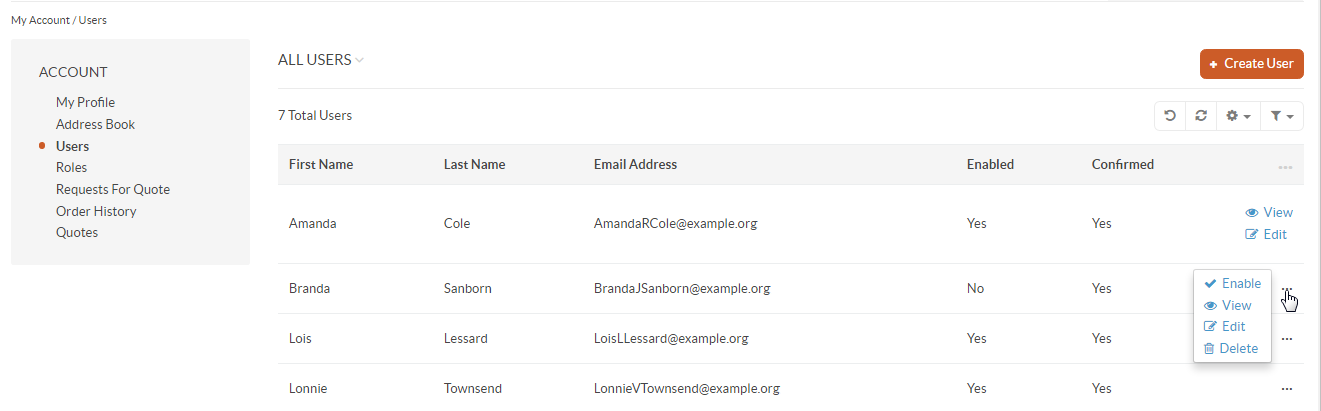 My Account / Users
ACCOUNT
My Profile
Address Book
Users
Roles
Requests For Quote
Order History
Quotes
ALL USERS
+ Create User
7 Total Users
First Name Last Name Email Address Enabled Confirmed ...
Amanda Cole AmandaRCole@example.org Yes Yes
View
Edit
Branda Sanborn BrandaJSanborn@example.org No Yes ...
Enable
View
Edit
Delete
Lois Lessard LoisLLessard@example.org Yes Yes ...
Lonnie Townsend LonnieVTownsend@example.org Yes Yes ...